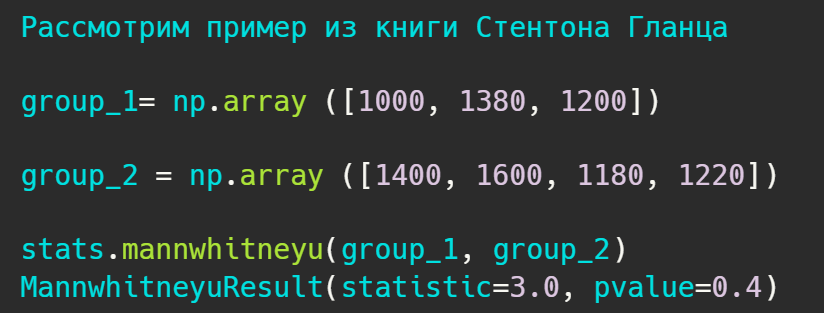 Рассмотрим пример из книги Стентона Гланца
group_1= np.array ([1000, 1380, 1200])
group_2 = np.array ([1400, 1600, 1180, 1220])
stats.mannwhitneyu(group_1, group_2)
MannwhitneyuResult(statistic=3.0, pvalue=0.4)